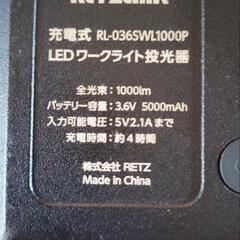 充電式 RL-036SWL1000P
LEDワークライト投光器
全光束：1000lm
バッテリー容量：3.6V 5000mAh
入力可能電圧：5V2.1Aまで
充電時間：約4時間
株式会社 RETZ
Made in China